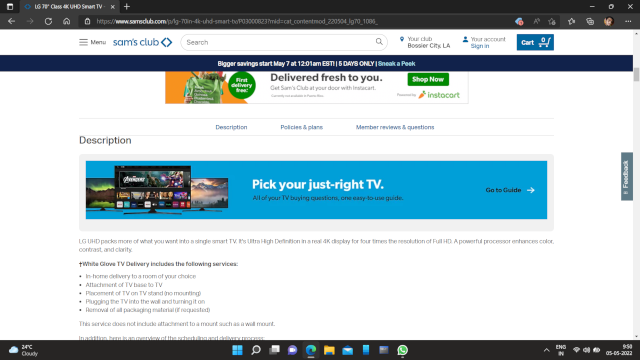 LG 70" Class 4K UHD Smart TV -
https://www.samsclub.com/p/lg-70in-4k-uhd-smart-tv/P03000023?mid=cat_contentmod_220504_lg70_1066_
Menu
sam's club
Search
Your club
Bossier City, LA
Your account
Sign in
Cart 0
Bigger savings start May 7 at 12:01am EST! | 5 DAYS ONLY | Sneak a Peek
First delivery free!
Delivered fresh to you.
Get Sam's Club at your door with Instacart.
Currently not available in Puerto Rico.
Shop Now
Powered by instacart
Description
Policies & plans
Member reviews & questions
Description
AVENGERS
Pick your just-right TV.
All of your TV buying questions, one easy-to-use guide.
Go to Guide
Feedback
LG UHD packs more of what you want into a single smart TV. It's Ultra High Definition in a real 4K display for four times the resolution of Full HD. A powerful processor enhances color,
contrast, and clarity.
†White Glove TV Delivery includes the following services:
• In-home delivery to a room of your choice
• Attachment of TV base to TV
• Placement of TV on TV stand (no mounting)
• Plugging the TV into the wall and turning it on
• Removal of all packaging material (if requested)
This service does not include attachment to a mount such as a wall mount.
In addition, here is an overview of the scheduling and delivery process
24°C
Cloudy
ENG
IN
9:50
05-05-2022